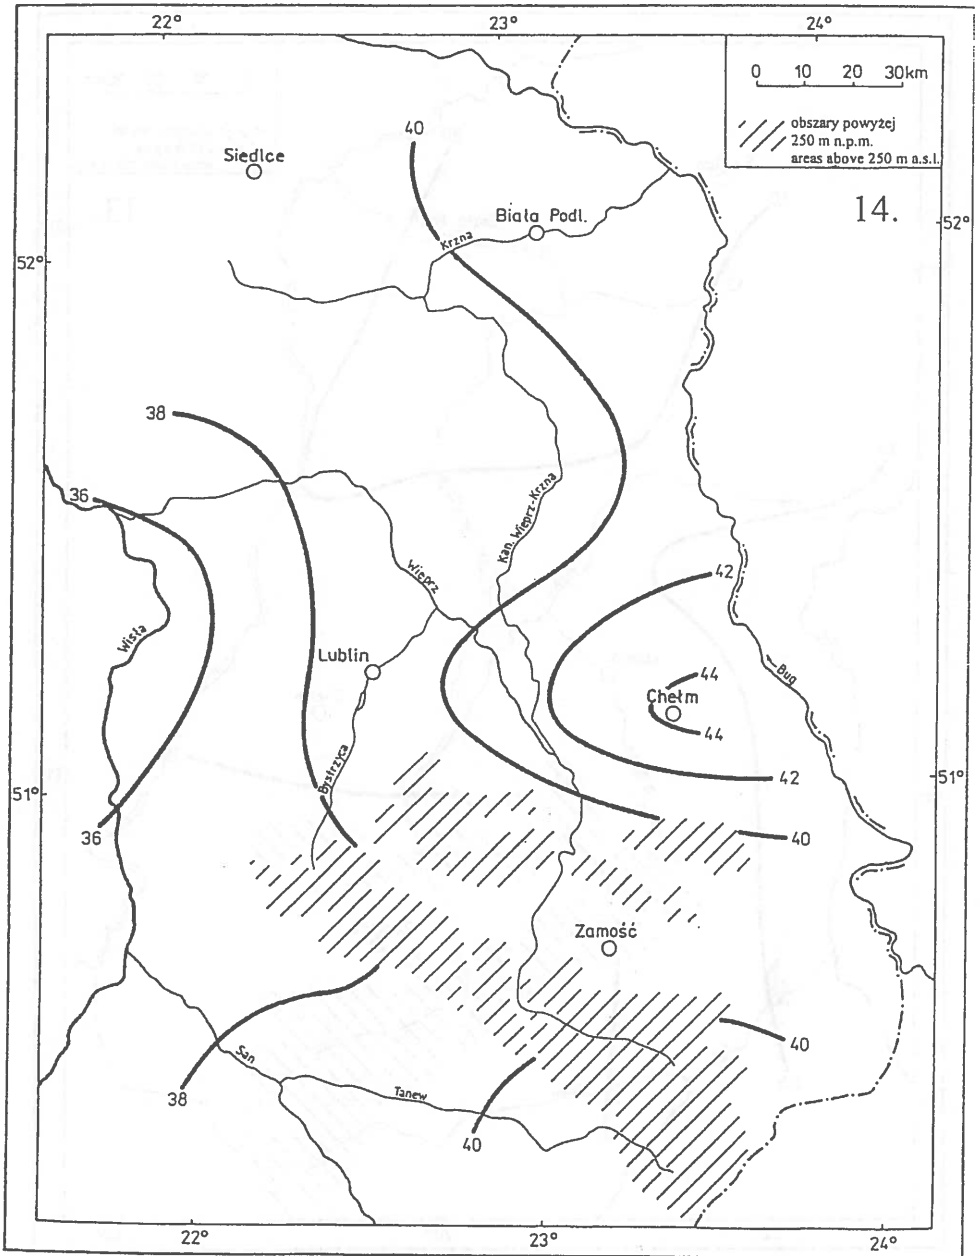 22°
23°
24°
0 10 20 30km
obszary powyżej
250 m n.p.m.
areas above 250 m a.s.l.
14.
40
Siedlce
Biała Podl.
Krzna
52°
52°
38
36
Kan. Wieprz-Krzna
Wieprz
42
Wisła
Lublin
Bug
44
Chełm
44
42
Bystrzyca
51°
51°
36
40
Zamość
40
San
Tanew
38
40
22°
23°
24°